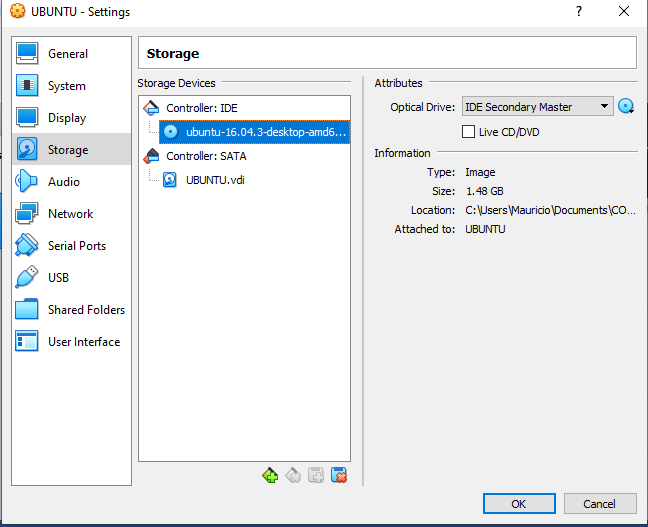 UBUNTU - Settings
?
General
System
Display
Storage
Audio
Network
Serial Ports
USB
Shared Folders
User Interface
Storage
Storage Devices
Controller: IDE
ubuntu-16.04.3-desktop-amd6...
Controller: SATA
UBUNTU.vdi
Attributes
Optical Drive: IDE Secondary Master
Live CD/DVD
Information
Type: Image
Size: 1.48 GB
Location: C:\Users\Mauricio\Documents\CO...
Attached to: UBUNTU
OK
Cancel